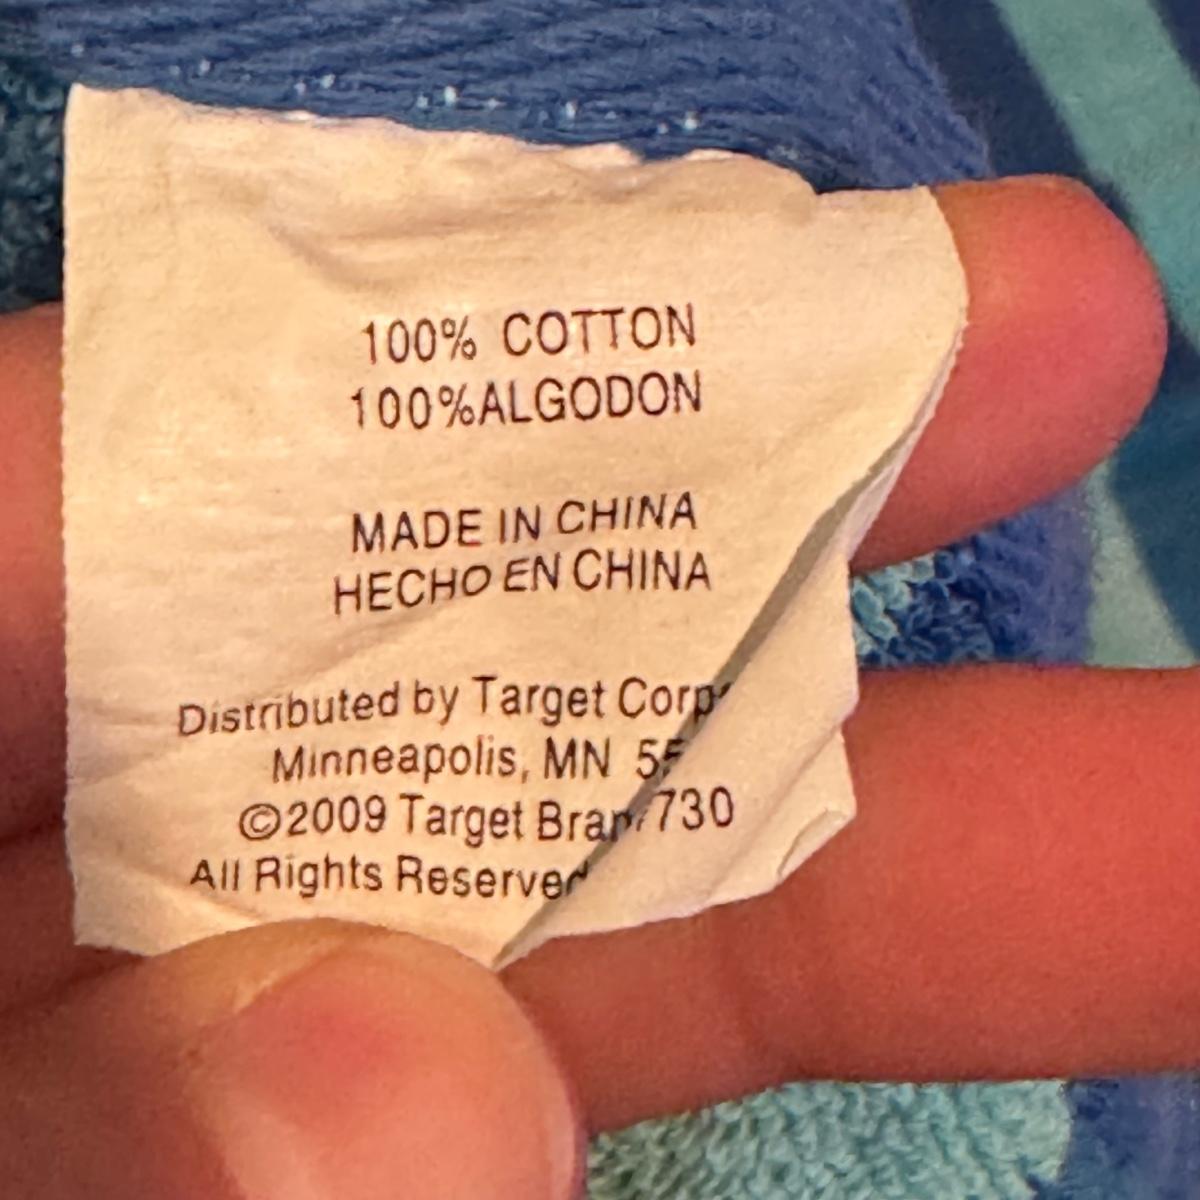 100% COTTON
100%ALGODON
MADE IN CHINA
HECHO EN CHINA
Distributed by Target
Minneapolis, MN
©2009 Target 730
All Rights